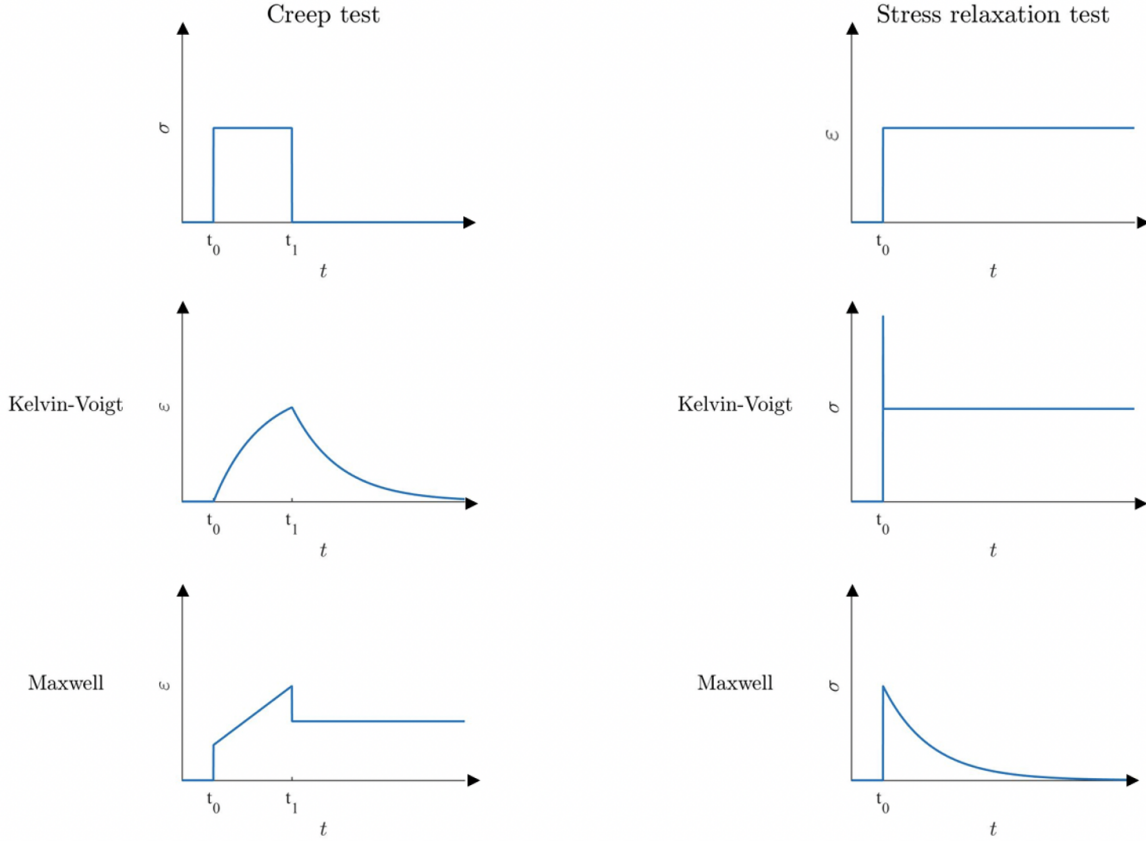 Creep test
Stress relaxation test
σ
t₀ t₁
t
ε
t₀
t
Kelvin-Voigt
ε
t₀ t₁
t
Kelvin-Voigt
σ
t₀
t
Maxwell
ε
t₀ t₁
t
Maxwell
σ
t₀
t